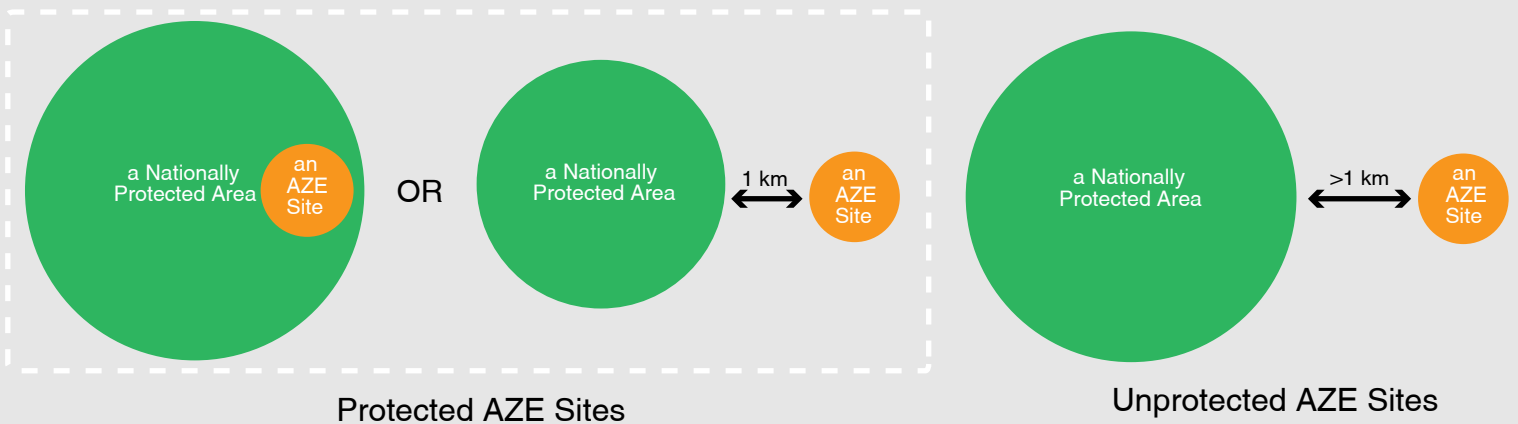 a Nationally
Protected Area
an
AZE
Site
OR
a Nationally
Protected Area
1 km
an
AZE
Site
Protected AZE Sites
a Nationally
Protected Area
>1 km
an
AZE
Site
Unprotected AZE Sites